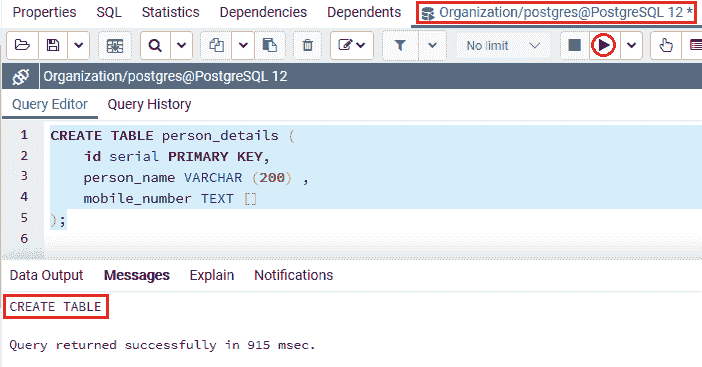 Properties SQL Statistics Dependencies Dependents Organization/postgres@PostgreSQL 12 *
No limit
Organization/postgres@PostgreSQL 12
Query Editor Query History
1 CREATE TABLE person_details (
2 id serial PRIMARY KEY,
3 person_name VARCHAR (200) ,
4 mobile_number TEXT []
5 );
6
Data Output Messages Explain Notifications
CREATE TABLE
Query returned successfully in 915 msec.